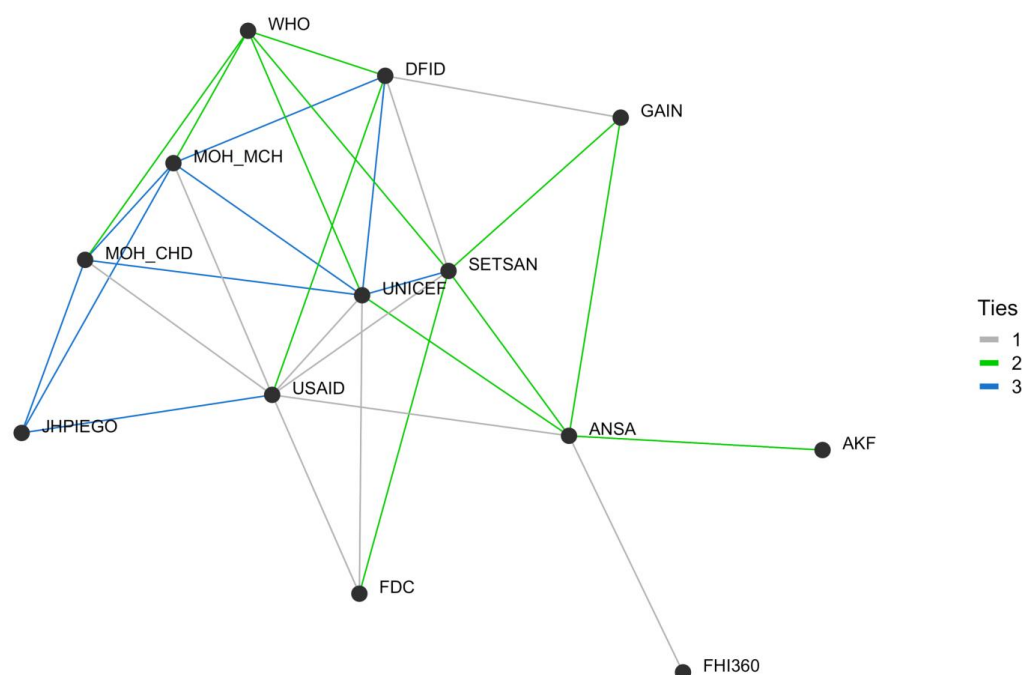 WHO
DFID
GAIN
MOH_MCH
MOH_CHD
SETSAN
UNICEF
Ties
1
2
3
USAID
JHPIEGO
ANSA
AKF
FDC
FHI360